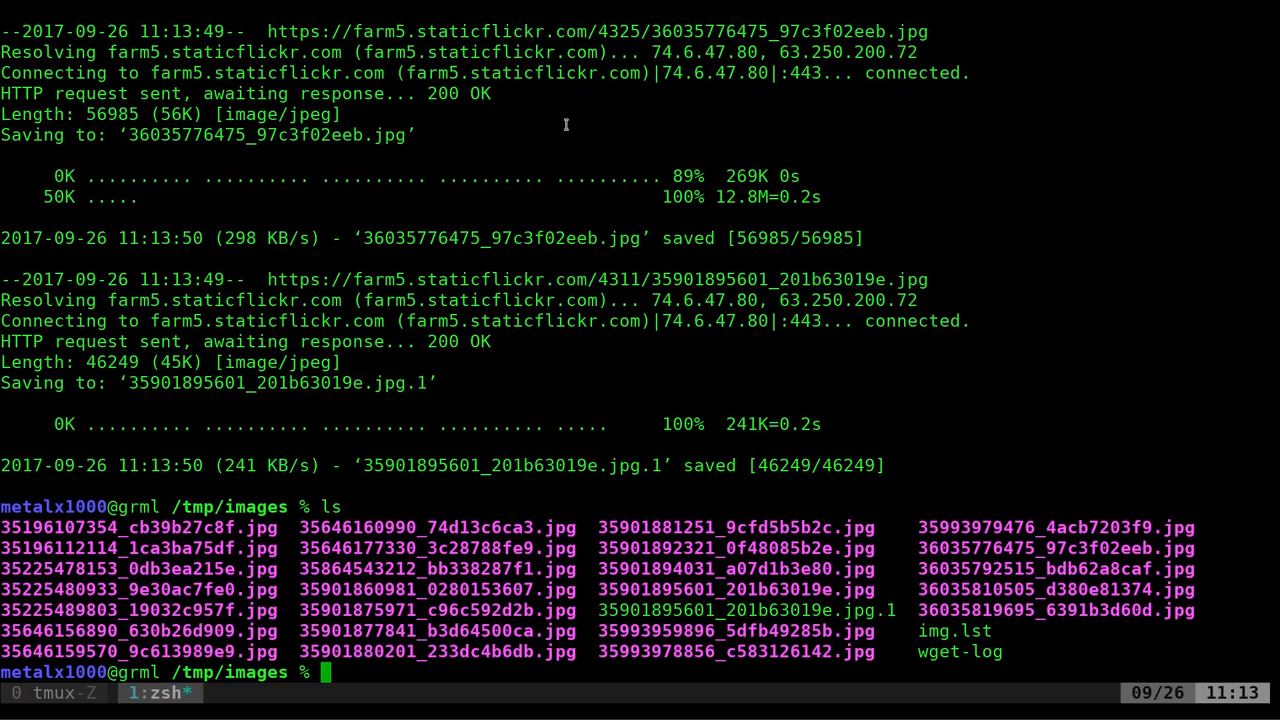 --2017-09-26 11:13:49--  https://farm5.staticflickr.com/4325/36035776475_97c3f02eeb.jpg
Resolving farm5.staticflickr.com (farm5.staticflickr.com)... 74.6.47.80, 63.250.200.72
Connecting to farm5.staticflickr.com (farm5.staticflickr.com)|74.6.47.80|:443... connected.
HTTP request sent, awaiting response... 200 OK
Length: 56985 (56K) [image/jpeg]
Saving to: ‘36035776475_97c3f02eeb.jpg’
     0K .......... .......... .......... .......... .......... 89%  269K 0s
    50K .....                                                 100% 12.8M=0.2s
2017-09-26 11:13:50 (298 KB/s) - ‘36035776475_97c3f02eeb.jpg’ saved [56985/56985]
--2017-09-26 11:13:49--  https://farm5.staticflickr.com/4311/35901895601_201b63019e.jpg
Resolving farm5.staticflickr.com (farm5.staticflickr.com)... 74.6.47.80, 63.250.200.72
Connecting to farm5.staticflickr.com (farm5.staticflickr.com)|74.6.47.80|:443... connected.
HTTP request sent, awaiting response... 200 OK
Length: 46249 (45K) [image/jpeg]
Saving to: ‘35901895601_201b63019e.jpg.1’
     0K .......... .......... .......... .......... .....     100%  241K=0.2s
2017-09-26 11:13:50 (241 KB/s) - ‘35901895601_201b63019e.jpg.1’ saved [46249/46249]
metalx1000@grml /tmp/images % ls
35196107354_cb39b27c8f.jpg  35646160990_74d13c6ca3.jpg  35901881251_9cfd5b5b2c.jpg    35993979476_4acb7203f9.jpg
35196112114_1ca3ba75df.jpg  35646177330_3c28788fe9.jpg  35901892321_0f48085b2e.jpg    36035776475_97c3f02eeb.jpg
35225478153_0db3ea215e.jpg  35864543212_bb338287f1.jpg  35901894031_a07d1b3e80.jpg    36035792515_bdb62a8caf.jpg
35225480933_9e30ac7fe0.jpg  35901860981_0280153607.jpg  35901895601_201b63019e.jpg    36035810505_d380e81374.jpg
35225489803_19032c957f.jpg  35901875971_c96c592d2b.jpg  35901895601_201b63019e.jpg.1  36035819695_6391b3d60d.jpg
35646156890_630b26d909.jpg  35901877841_b3d64500ca.jpg  35993959896_5dfb49285b.jpg    img.lst
35646159570_9c613989e9.jpg  35901880201_233dc4b6db.jpg  35993978856_c583126142.jpg    wget-log
metalx1000@grml /tmp/images %
0 tmux-Z  1:zsh*  09/26  11:13